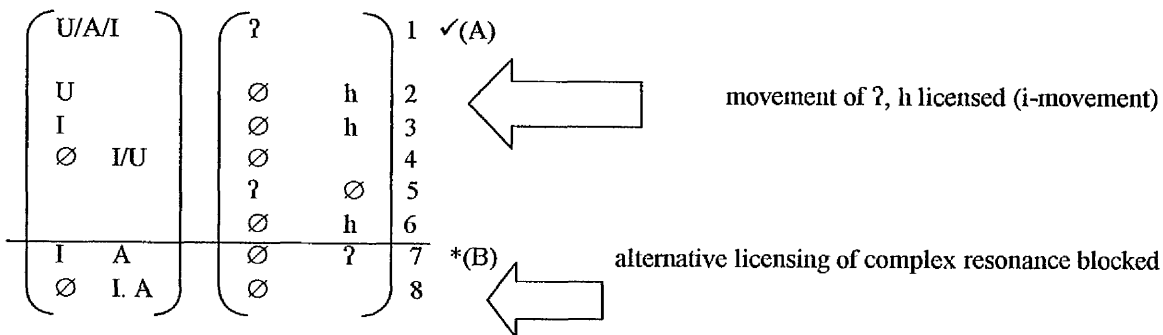 U/A/I ʔ 1 ✓(A)
U ∅ h 2 movement of ʔ, h licensed (i-movement)
I ∅ h 3
∅ I/U ∅ 4
ʔ ∅ 5
∅ h 6
I A ∅ ʔ 7 *(B) alternative licensing of complex resonance blocked
∅ I. A ∅ 8